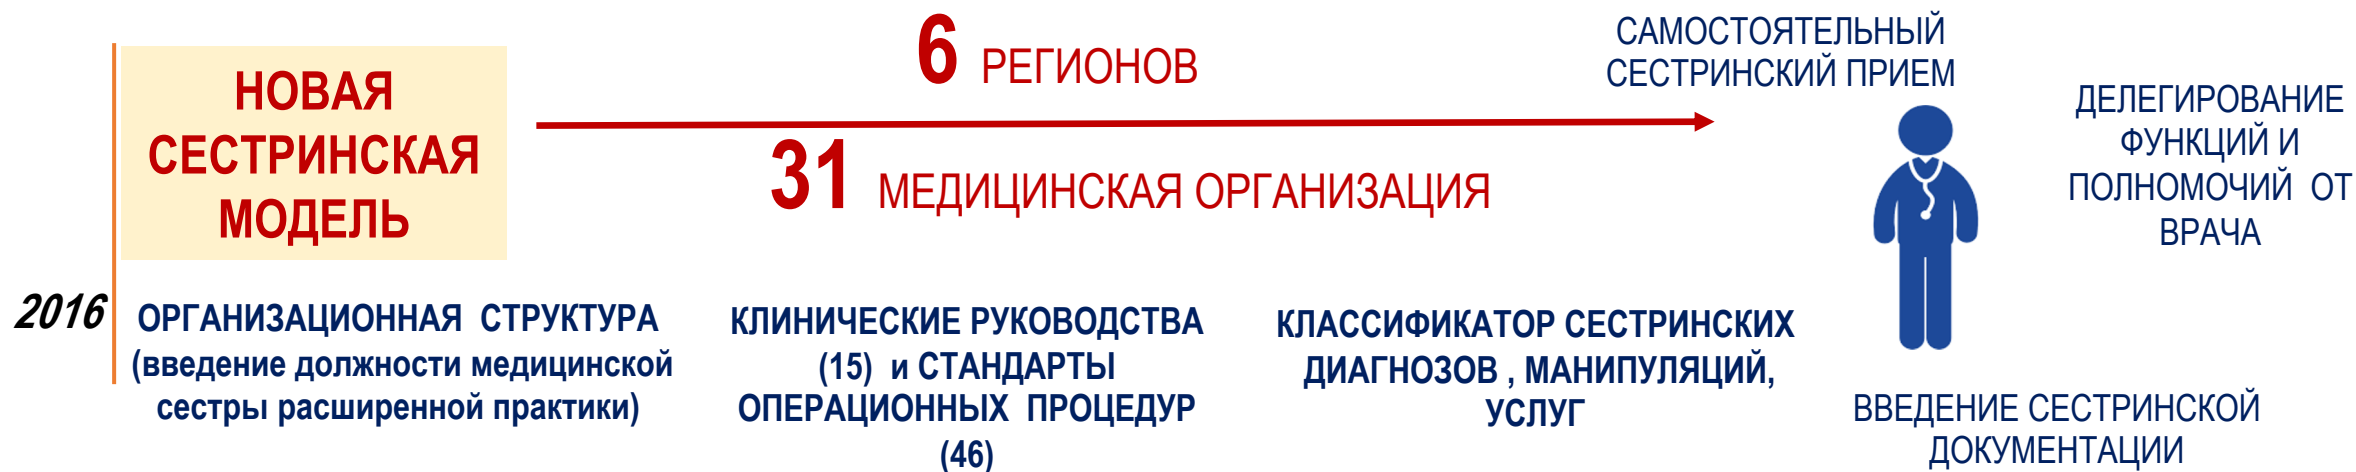 НОВАЯ
СЕСТРИНСКАЯ
МОДЕЛЬ
6 РЕГИОНОВ
31 МЕДИЦИНСКАЯ ОРГАНИЗАЦИЯ
САМОСТОЯТЕЛЬНЫЙ
СЕСТРИНСКИЙ ПРИЕМ
ДЕЛЕГИРОВАНИЕ
ФУНКЦИЙ И
ПОЛНОМОЧИЙ ОТ
ВРАЧА
2016
ОРГАНИЗАЦИОННАЯ СТРУКТУРА
(введение должности медицинской
сестры расширенной практики)
КЛИНИЧЕСКИЕ РУКОВОДСТВА
(15) и СТАНДАРТЫ
ОПЕРАЦИОННЫХ ПРОЦЕДУР
(46)
КЛАССИФИКАТОР СЕСТРИНСКИХ
ДИАГНОЗОВ , МАНИПУЛЯЦИЙ,
УСЛУГ
ВВЕДЕНИЕ СЕСТРИНСКОЙ
ДОКУМЕНТАЦИИ